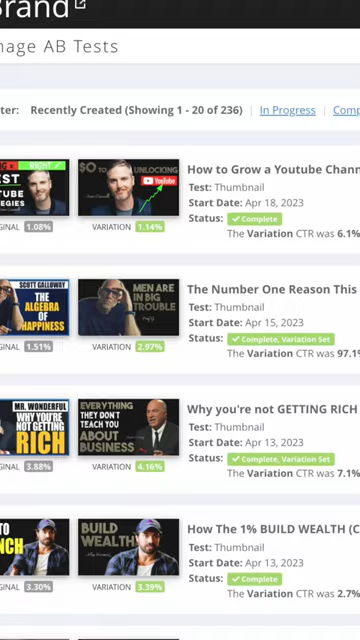 Brand
nage AB Tests
ter: Recently Created (Showing 1 - 20 of 236) | In Progress | Comp
RIGHT
EST
TUBE
EGIES
$0 TO UNLOCKING
YouTube
GINAL 1.08% VARIATION 1.14%
How to Grow a Youtube Chann
Test: Thumbnail
Start Date: Apr 18, 2023
Status: Complete
The Variation CTR was 6.1%
SCOTT GALLOWAY
THE
ALGEBRA
OF
HAPPINESS
MEN ARE
IN BIG
TROUBLE
GINAL 1.51% VARIATION 2.97%
The Number One Reason This
Test: Thumbnail
Start Date: Apr 15, 2023
Status: Complete, Variation Set
The Variation CTR was 97.1%
MR. WONDERFUL
WHY YOU'RE
NOT GETTING
RICH
EVERYTHING
THEY DON'T
TEACH YOU
ABOUT
BUSINESS
GINAL 3.88% VARIATION 4.16%
Why you're not GETTING RICH
Test: Thumbnail
Start Date: Apr 13, 2023
Status: Complete, Variation Set
The Variation CTR was 7.1%
TO
NCH
BUILD
WEALTH
GINAL 3.30% VARIATION 3.39%
How The 1% BUILD WEALTH (C
Test: Thumbnail
Start Date: Apr 13, 2023
Status: Complete
The Variation CTR was 2.7%